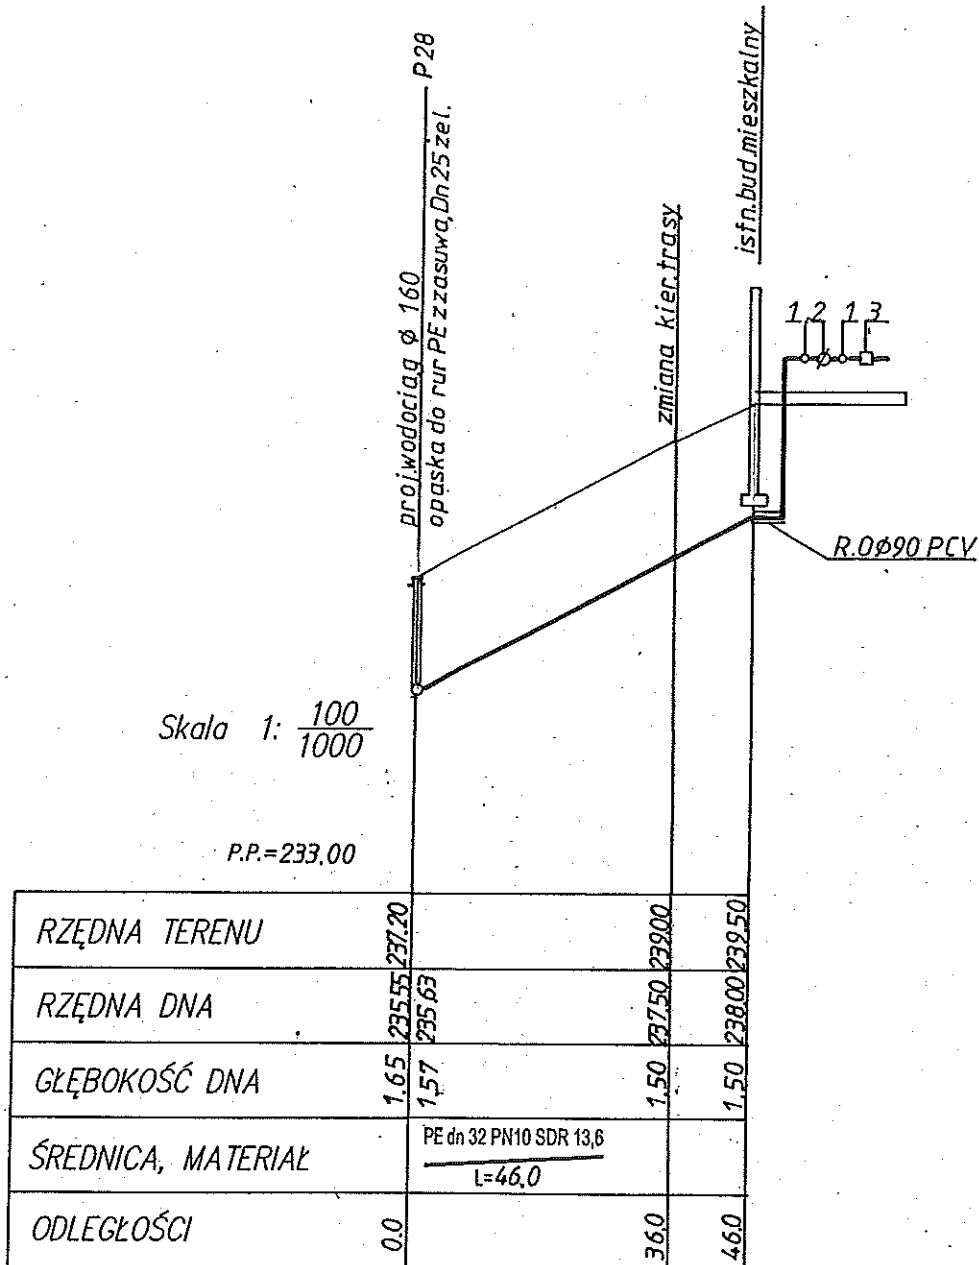 P28
proj.wodociąg ϕ 160
opaska do rur PE z zasuwą, Dn 25 żel.
zmiana kier.trasy
istn.bud.mieszkalny
1 2 1 3
R.Oϕ90 PCV
Skala 1: 100/1000
P.P.=233,00
RZĘDNA TERENU 237.20 239.00 239.50
RZĘDNA DNA 235.55 235.63 237.50 238.00
GŁĘBOKOŚĆ DNA 1.65 1.57 1.50 1.50
ŚREDNICA, MATERIAŁ PE dn 32 PN10 SDR 13,6
L=46,0
ODLEGŁOŚCI 0.0 36.0 46.0